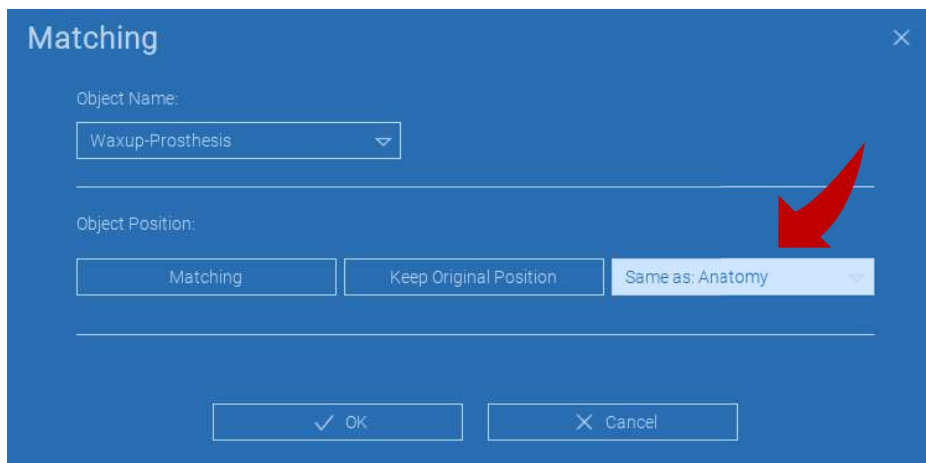 Matching
Object Name:
Waxup-Prosthesis
Object Position:
Matching
Keep Original Position
Same as: Anatomy
OK
Cancel